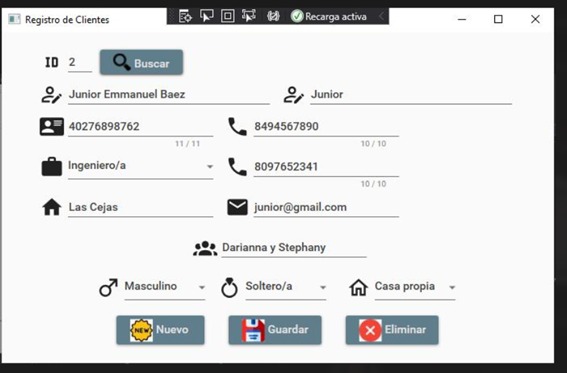 Registro de Clientes
Recarga activa
ID 2 Buscar
Junior Emmanuel Baez Junior
40276898762 8494567890
11 / 11 10 / 10
Ingeniero/a 8097652341
10 / 10
Las Cejas junior@gmail.com
Darianna y Stephany
Masculino Soltero/a Casa propia
NEW Nuevo Guardar Eliminar